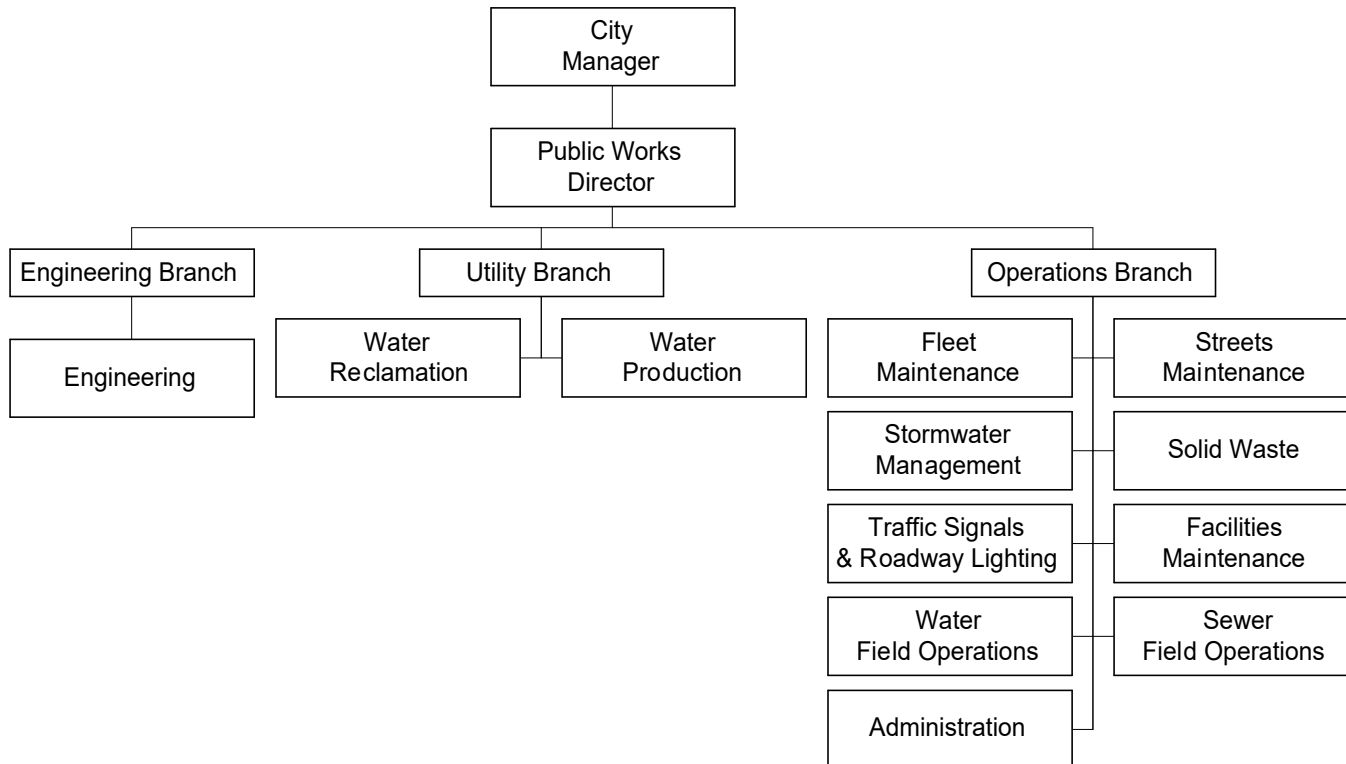 City
Manager
Public Works
Director
Engineering Branch
Utility Branch
Operations Branch
Engineering
Water
Reclamation
Water
Production
Fleet
Maintenance
Streets
Maintenance
Stormwater
Management
Solid Waste
Traffic Signals
& Roadway Lighting
Facilities
Maintenance
Water
Field Operations
Sewer
Field Operations
Administration